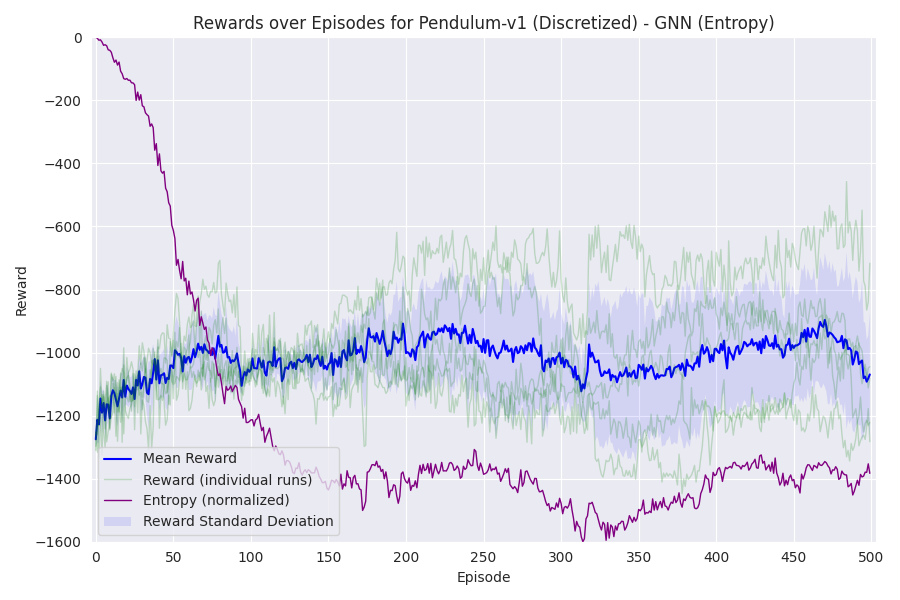 Rewards over Episodes for Pendulum-v1 (Discretized) - GNN (Entropy)
Reward
0
−200
−400
−600
−800
−1000
−1200
−1400
−1600
Mean Reward
Reward (individual runs)
Entropy (normalized)
Reward Standard Deviation
0 50 100 150 200 250 300 350 400 450 500
Episode